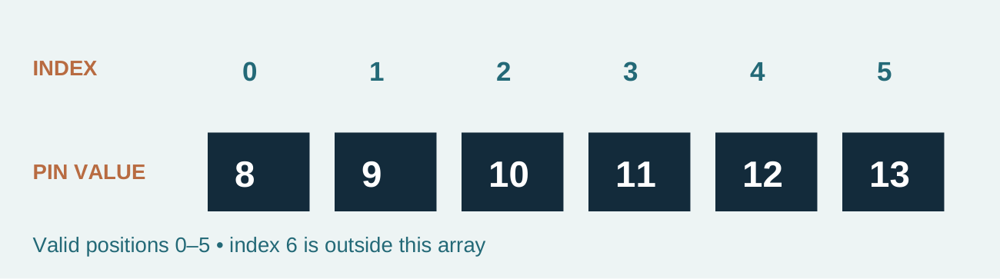 INDEX 0 1 2 3 4 5
PIN VALUE 8 9 10 11 12 13
Valid positions 0–5 • index 6 is outside this array